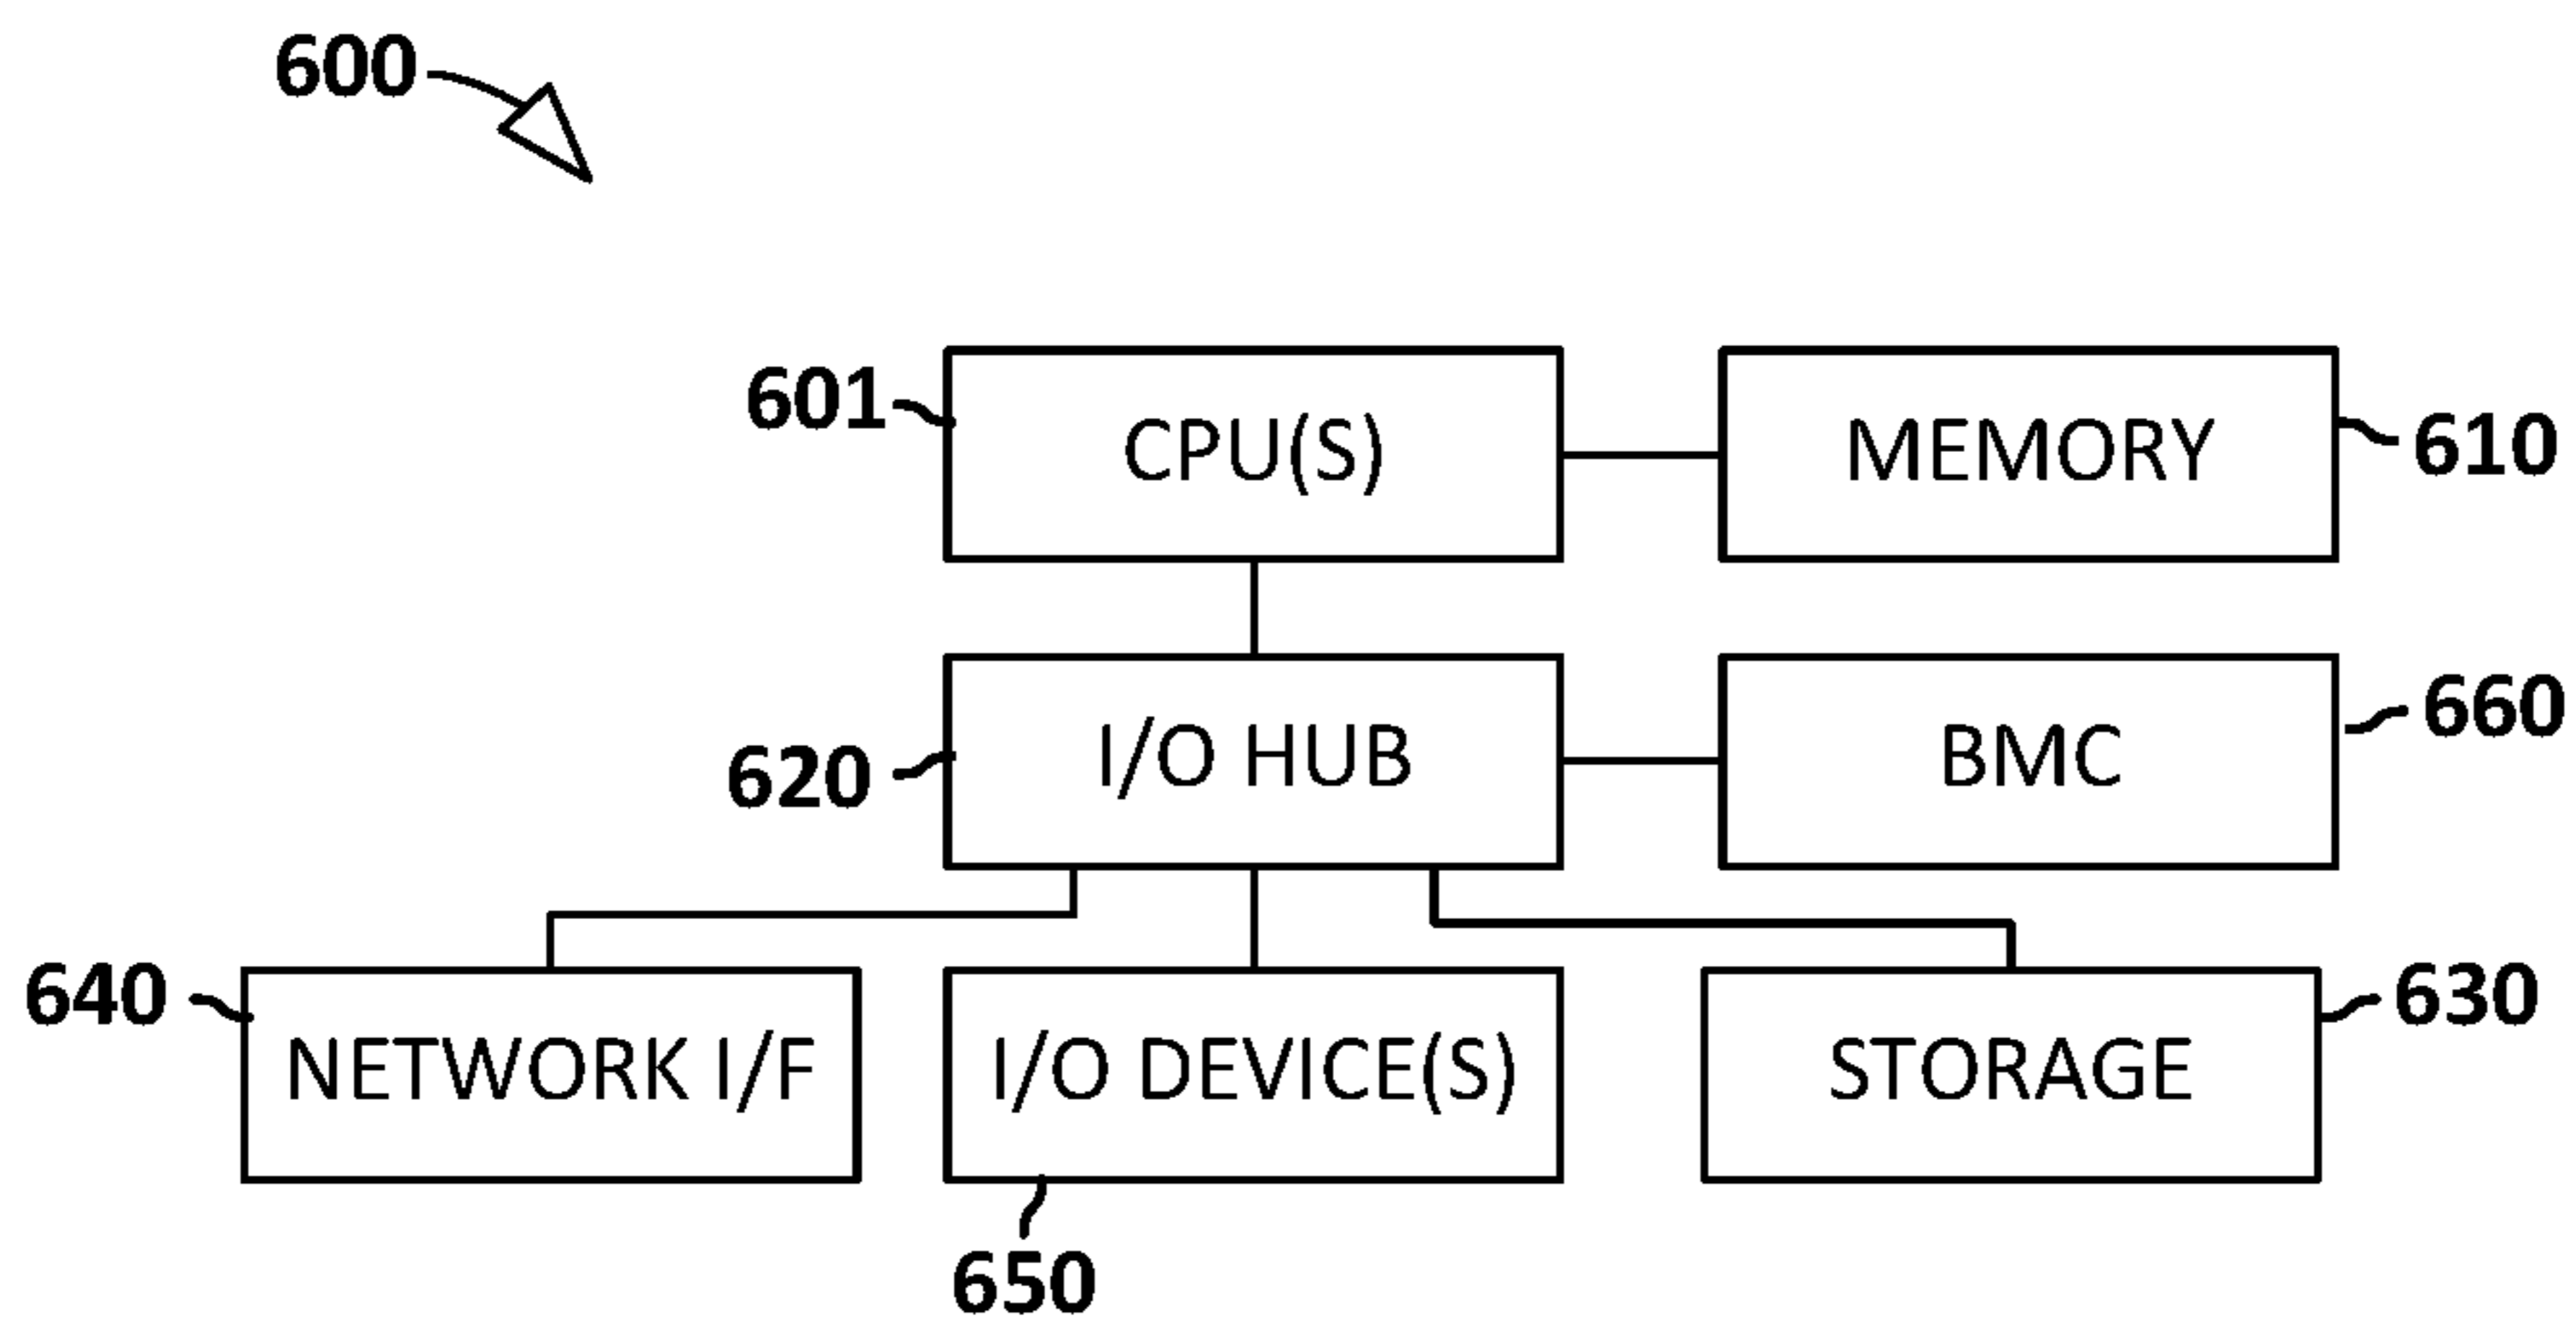 600
601
CPU(S)
MEMORY
610
620
I/O HUB
BMC
660
640
NETWORK I/F
I/O DEVICE(S)
STORAGE
630
650